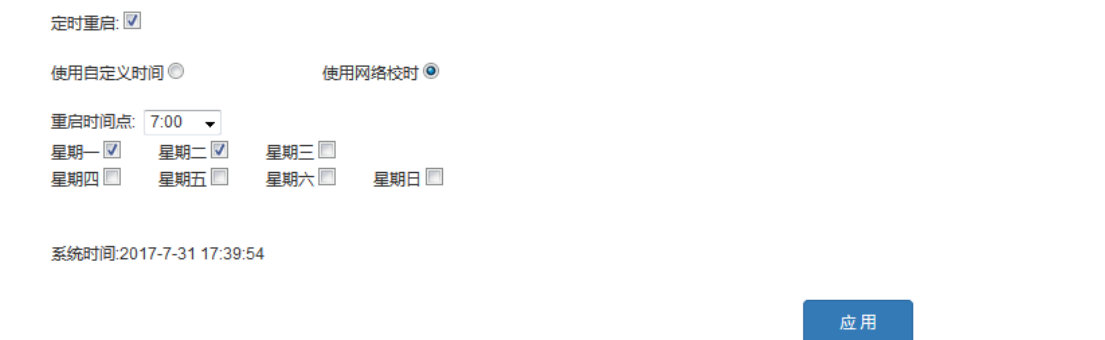 定时重启:
使用自定义时间 使用网络校时
重启时间点: 7:00
星期一 星期二 星期三
星期四 星期五 星期六 星期日
系统时间:2017-7-31 17:39:54
应用